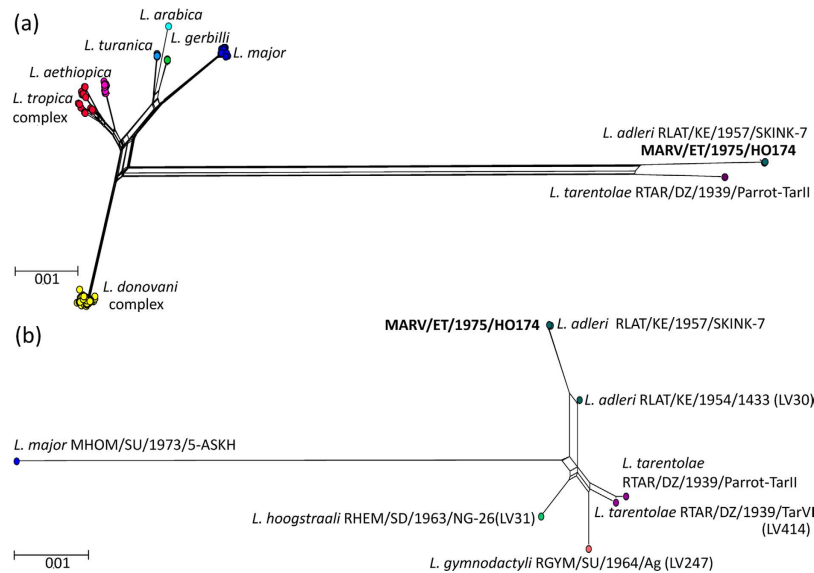 (a)
L. arabica
L. gerbilli
L. turanica
L. major
L. aethiopica
L. tropica
complex
L. adleri RLAT/KE/1957/SKINK-7
MARV/ET/1975/HO174
L. tarentolae RTAR/DZ/1939/Parrot-TarII
001
L. donovani
complex
(b)
MARV/ET/1975/HO174
L. adleri RLAT/KE/1957/SKINK-7
L. adleri RLAT/KE/1954/1433 (LV30)
L. major MHOM/SU/1973/5-ASKH
L. tarentolae
RTAR/DZ/1939/Parrot-TarII
L. hoogstraali RHEM/SD/1963/NG-26(LV31)
L. tarentolae RTAR/DZ/1939/TarVI
(LV414)
001
L. gymnodactyli RGYM/SU/1964/Ag (LV247)